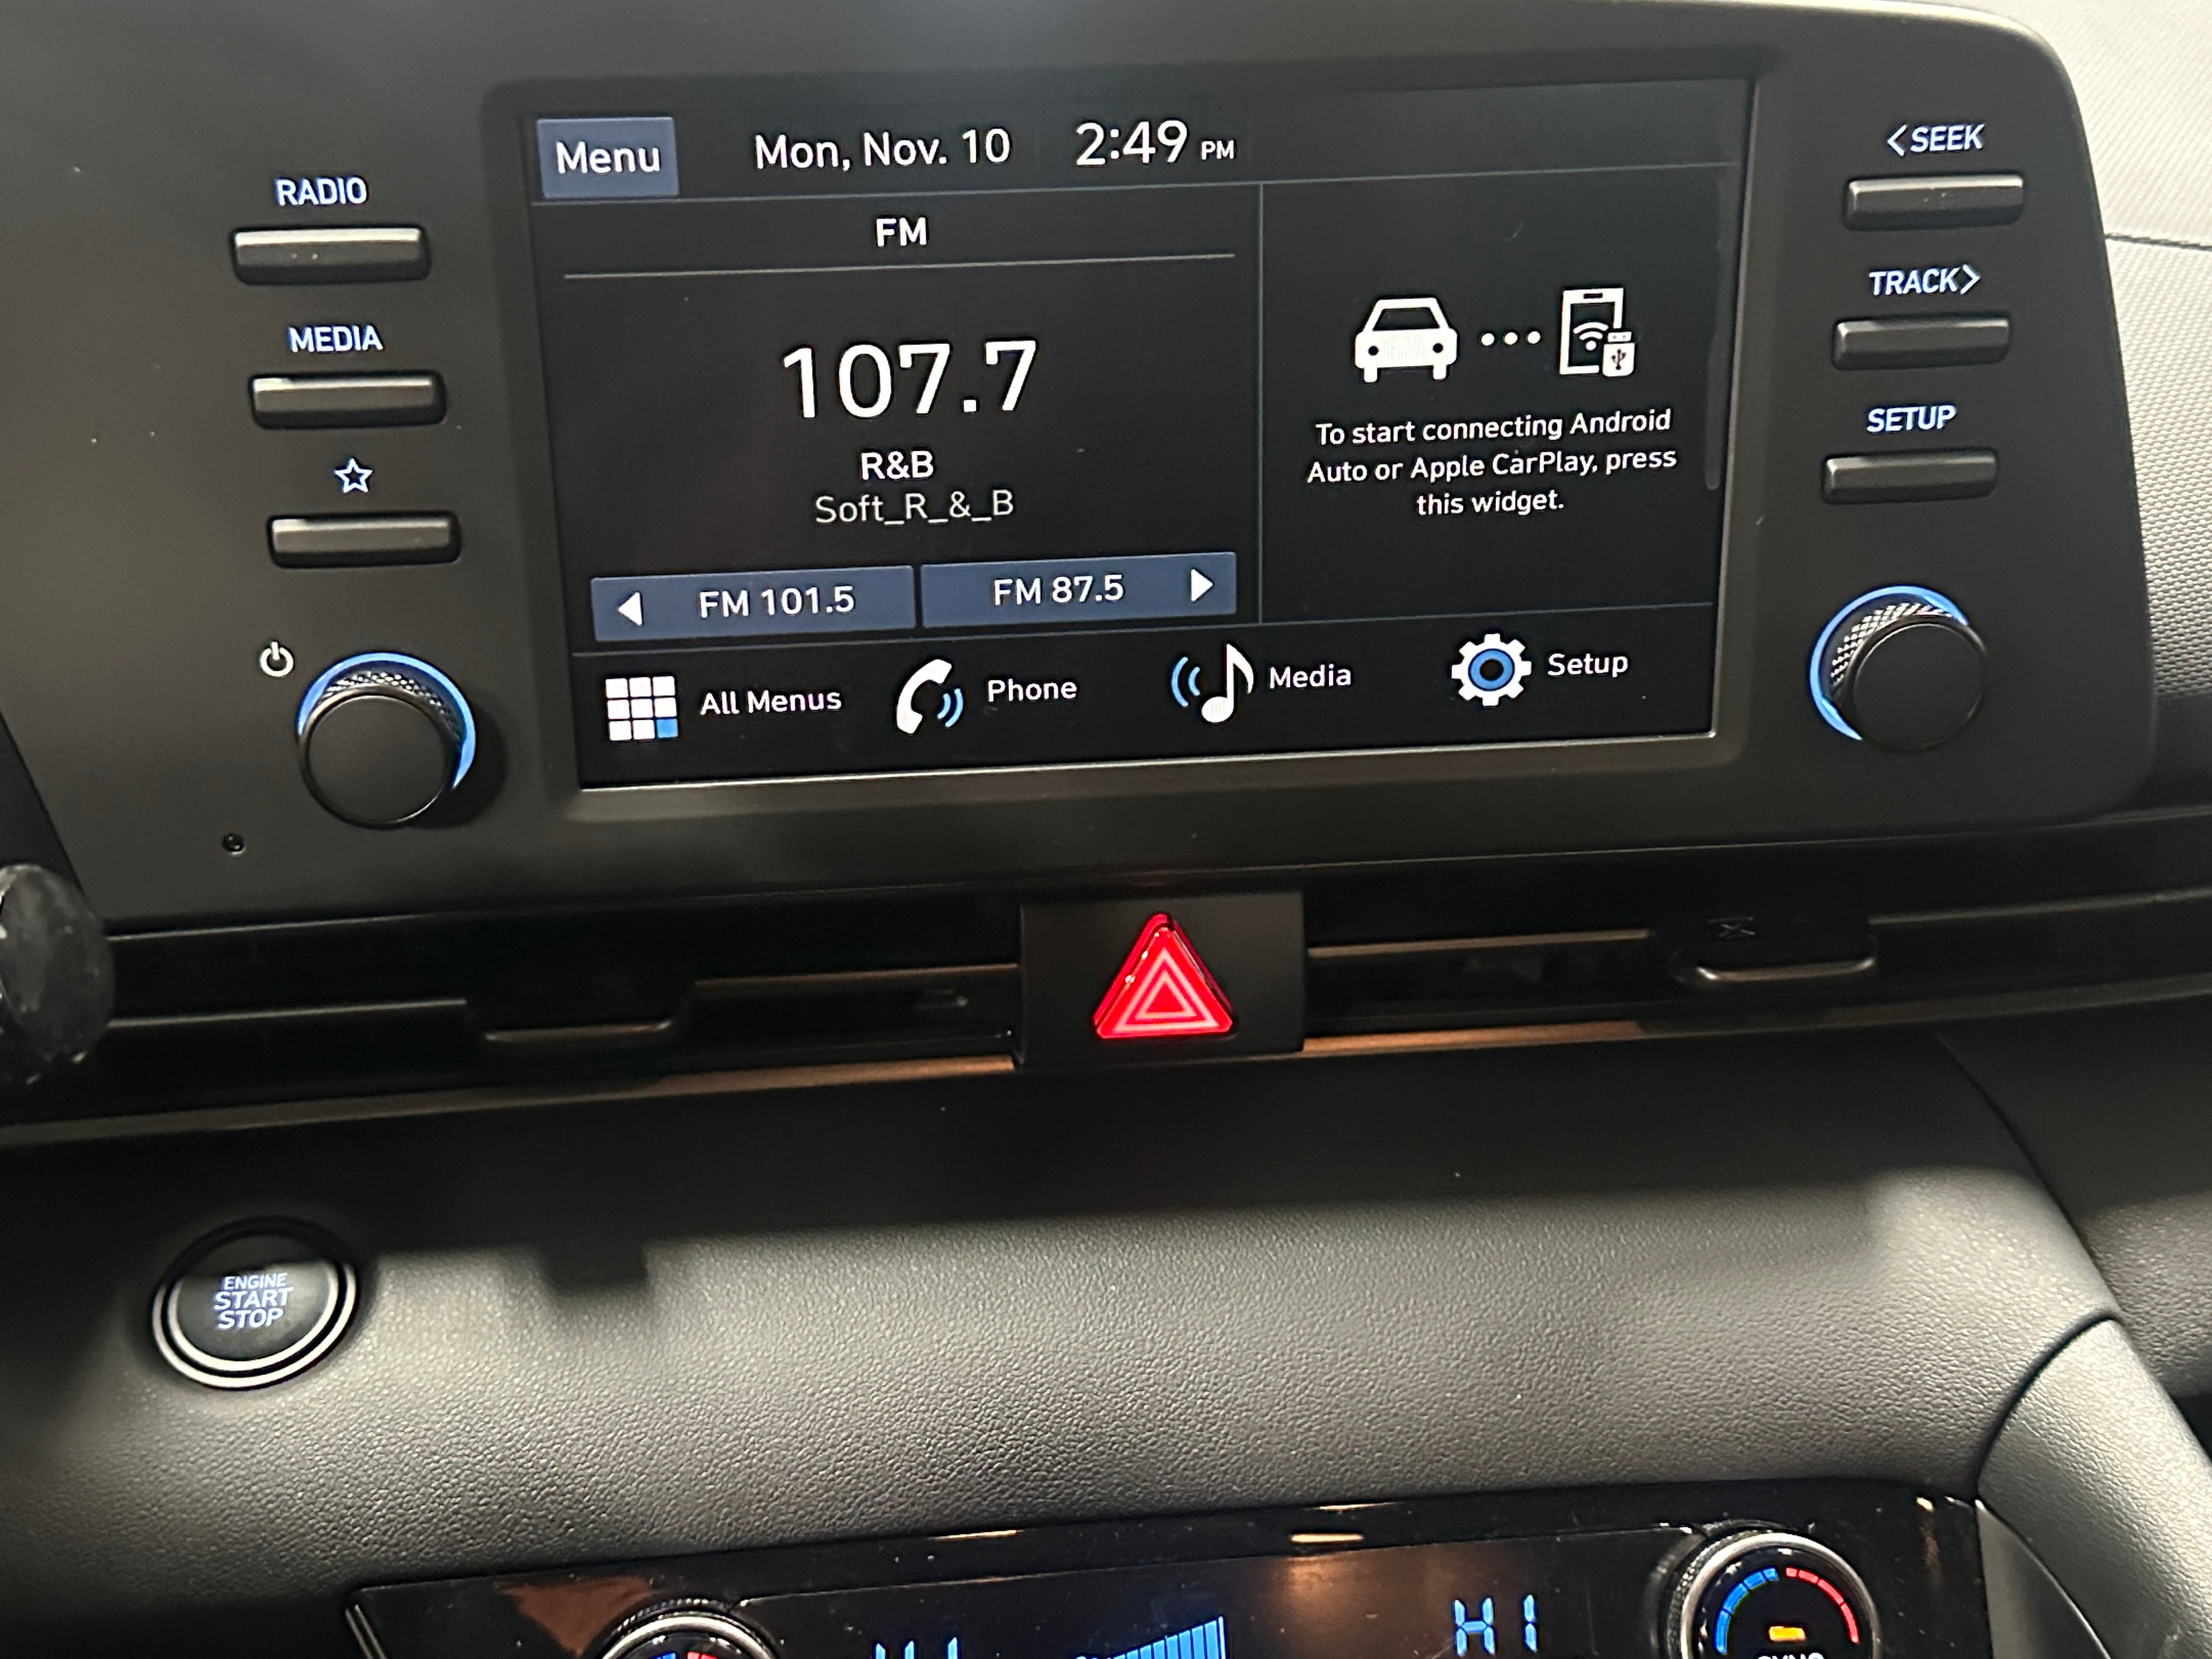 Menu
Mon, Nov. 10
2:49 PM
<SEEK
RADIO
FM
TRACK>
MEDIA
107.7
R&B
Soft_R_&_B
To start connecting Android
Auto or Apple CarPlay, press
this widget.
SETUP
FM 101.5
FM 87.5
All Menus
Phone
Media
Setup
ENGINE
START
STOP
HI
SYNC